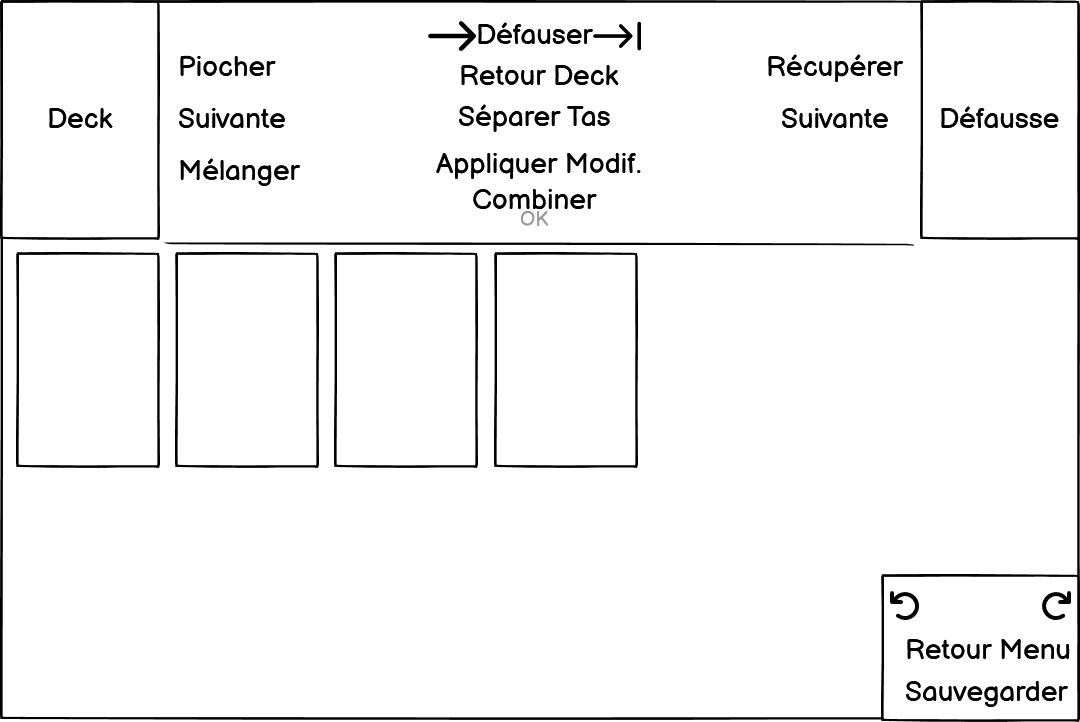 Deck
Piocher
Suivante
Mélanger
Défauser
Retour Deck
Séparer Tas
Appliquer Modif.
Combiner
OK
Récupérer
Suivante
Défausse
Retour Menu
Sauvegarder